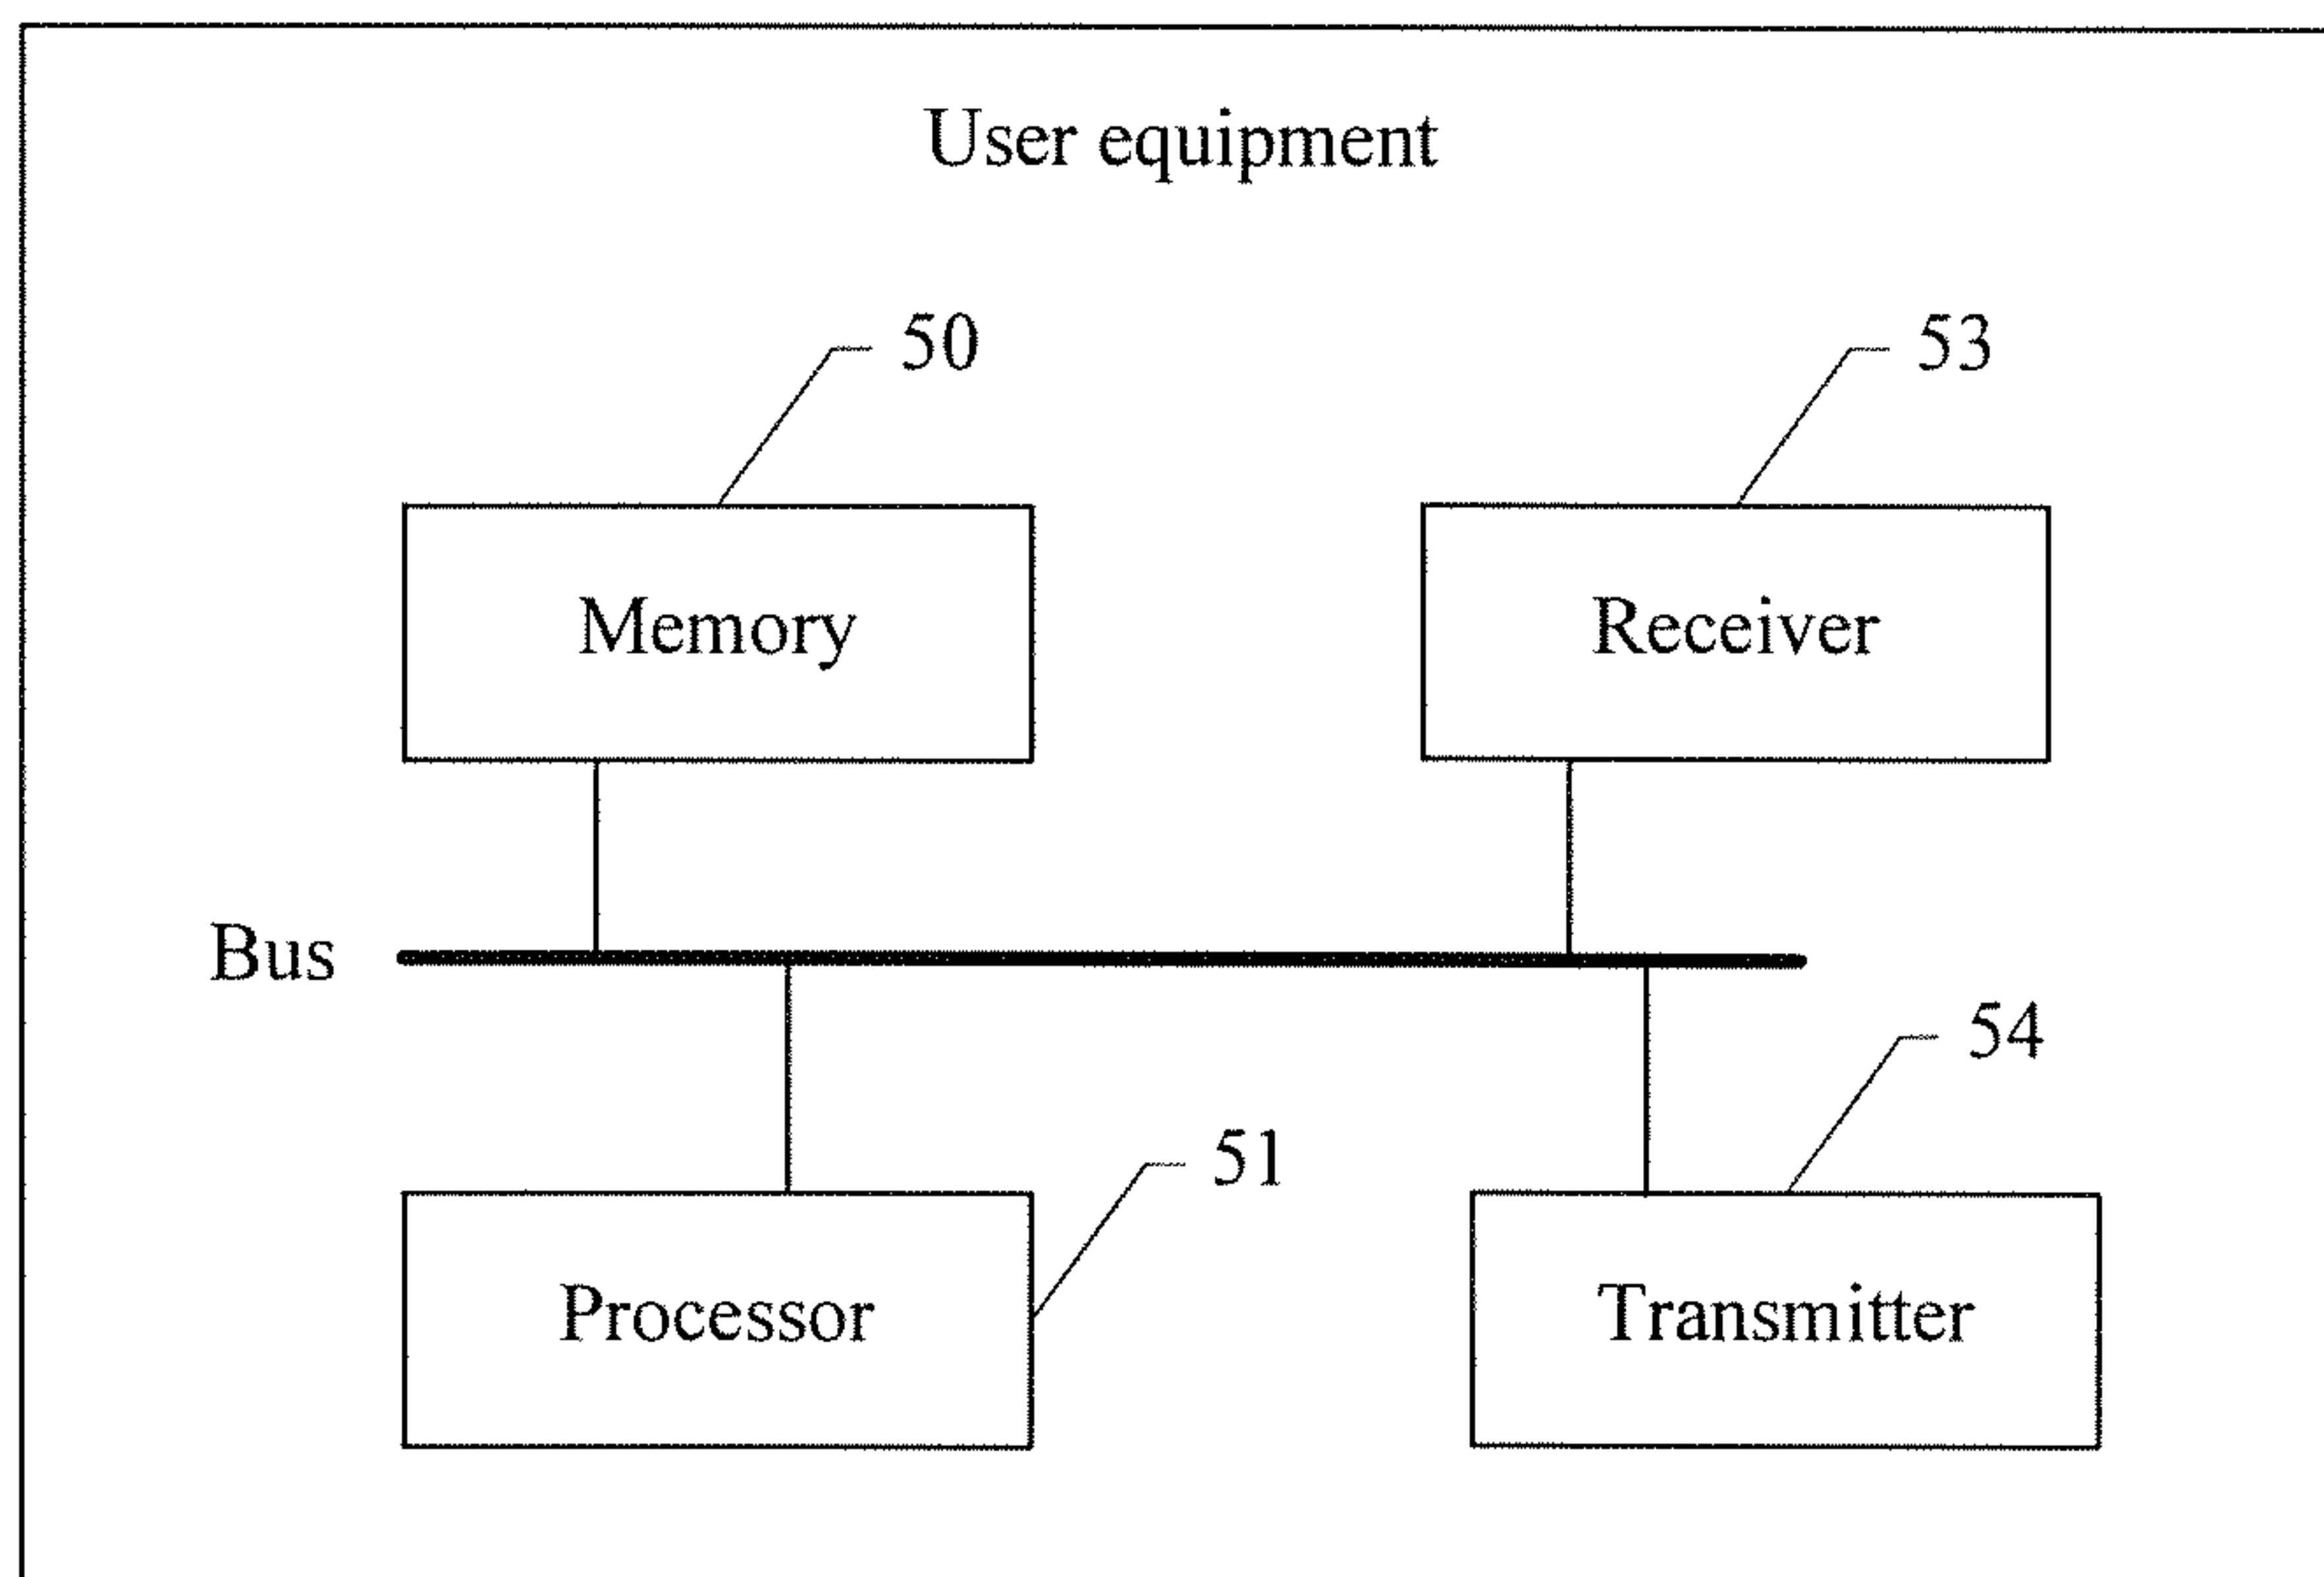 User equipment
50
53
Memory
Receiver
Bus
54
51
Processor
Transmitter